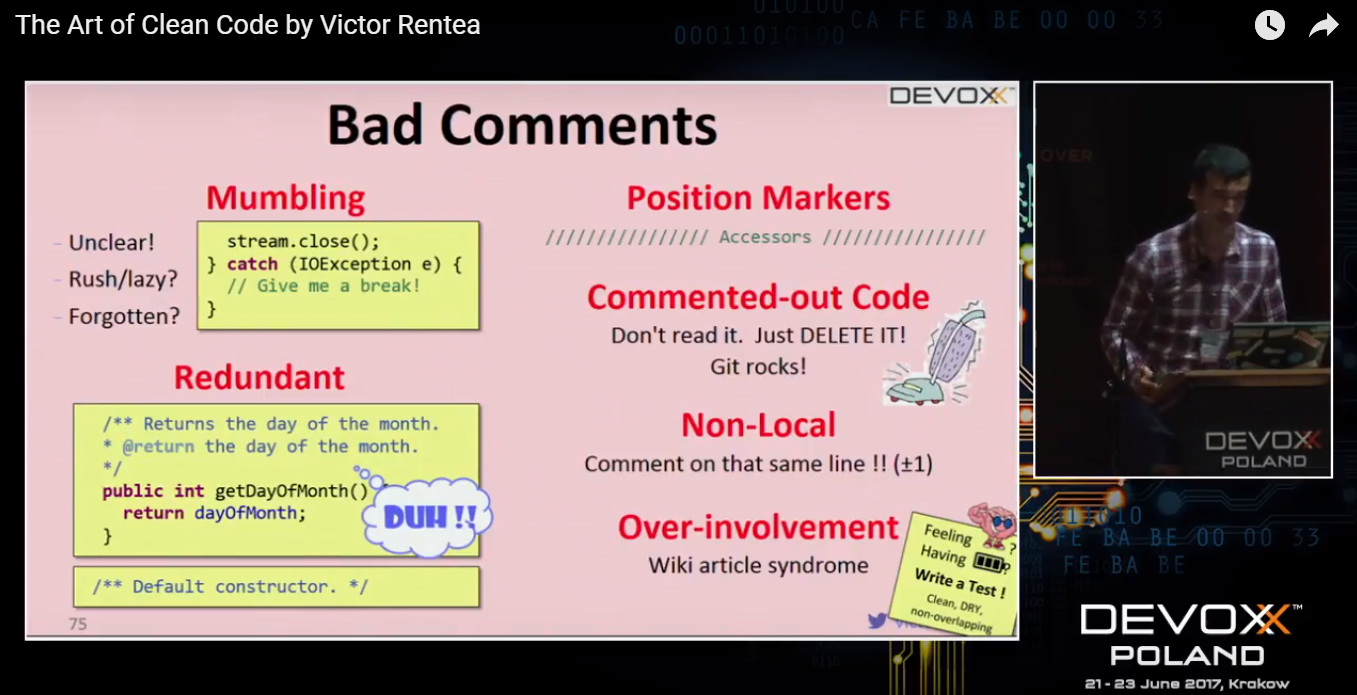 The Art of Clean Code by Victor Rentea
CA FE BA BE 00 00 33
DEVOXX™
Bad Comments
Mumbling
- Unclear!
- Rush/lazy?
- Forgotten?
stream.close();
} catch (IOException e) {
// Give me a break!
}
Redundant
/** Returns the day of the month.
* @return the day of the month.
*/
public int getDayOfMonth() {
return dayOfMonth;
}
DUH !!
/** Default constructor. */
75
Position Markers
//////////////// Accessors ////////////////
Commented-out Code
Don't read it. Just DELETE IT!
Git rocks!
Non-Local
Comment on that same line !! (±1)
Over-involvement
Wiki article syndrome
Feeling ?
Having ?
Write a Test !
Clean, DRY,
non-overlapping
OVER
DEVOXX
POLAND
FE BA BE 00 00 33
FE BA BE
DEVOXX™
POLAND
21 - 23 June 2017, Krakow